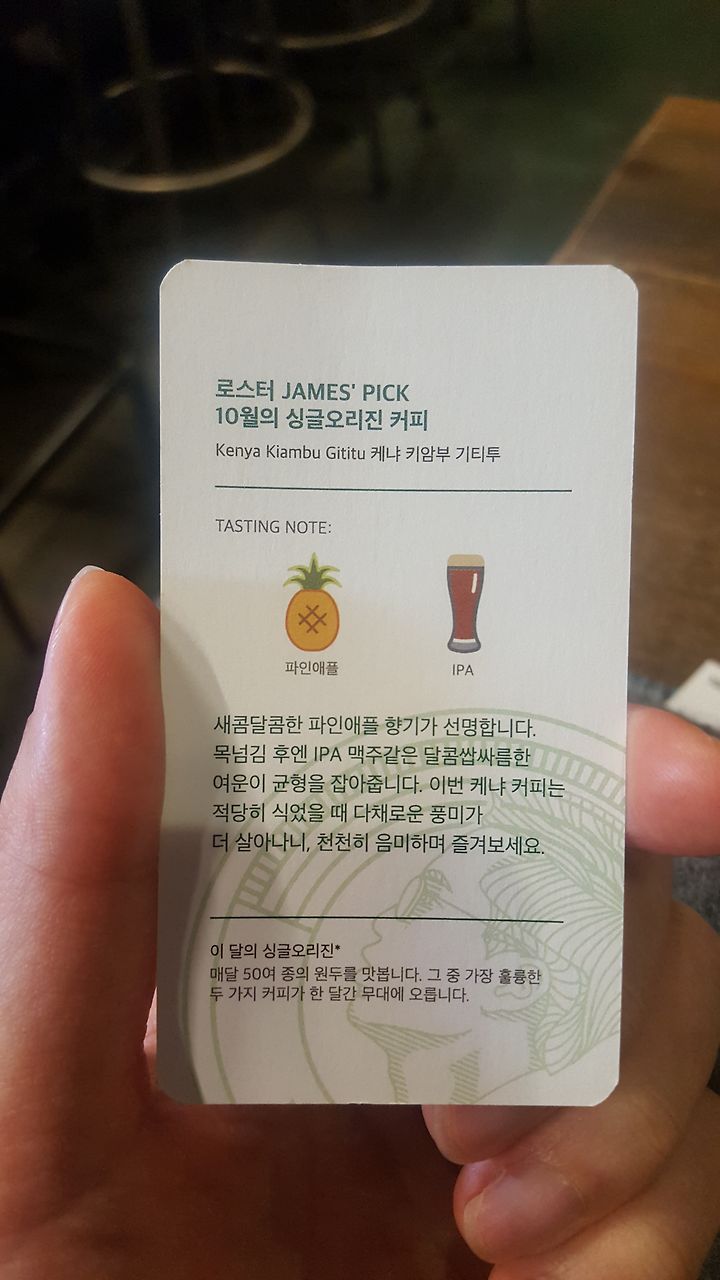 로스터 JAMES' PICK
10월의 싱글오리진 커피
Kenya Kiambu Gititu 케냐 키암부 기티투
TASTING NOTE:
파인애플
IPA
새콤달콤한 파인애플 향기가 선명합니다.
목넘김 후엔 IPA 맥주같은 달콤쌉싸름한
여운이 균형을 잡아줍니다. 이번 케냐 커피는
적당히 식었을 때 다채로운 풍미가
더 살아나니, 천천히 음미하며 즐겨보세요.
이 달의 싱글오리진*
매달 50여 종의 원두를 맛봅니다. 그 중 가장 훌륭한
두 가지 커피가 한 달간 무대에 오릅니다.